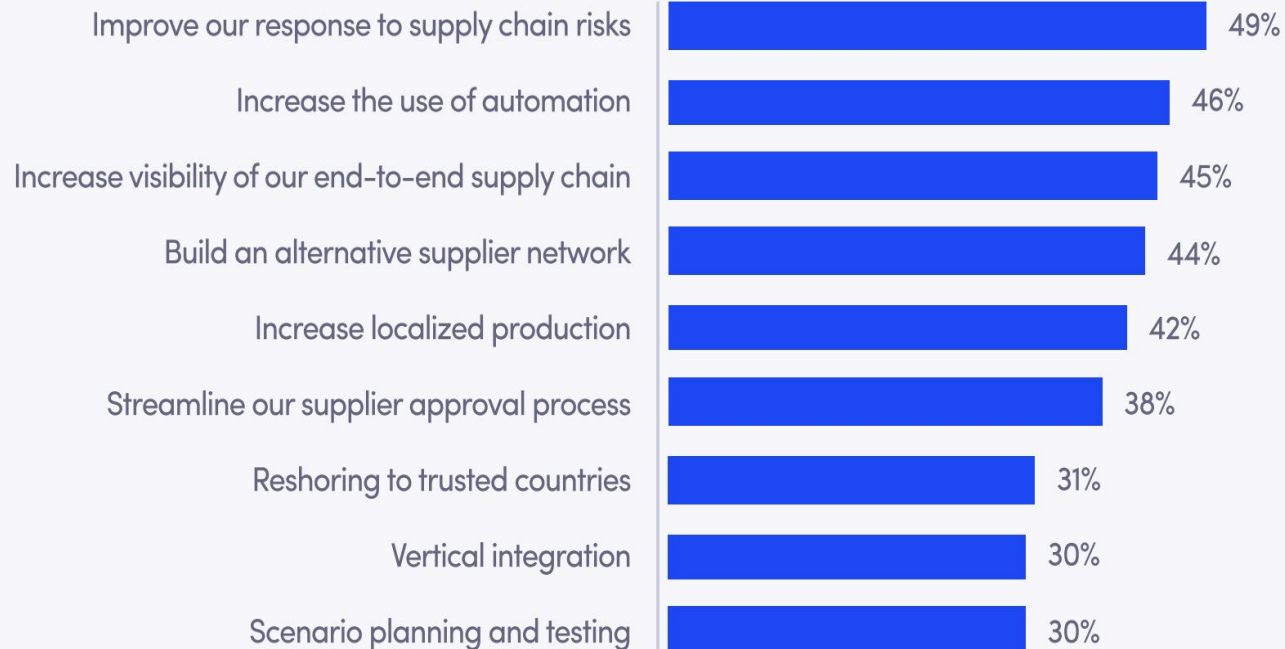 Improve our response to supply chain risks 49%
Increase the use of automation 46%
Increase visibility of our end-to-end supply chain 45%
Build an alternative supplier network 44%
Increase localized production 42%
Streamline our supplier approval process 38%
Reshoring to trusted countries 31%
Vertical integration 30%
Scenario planning and testing 30%